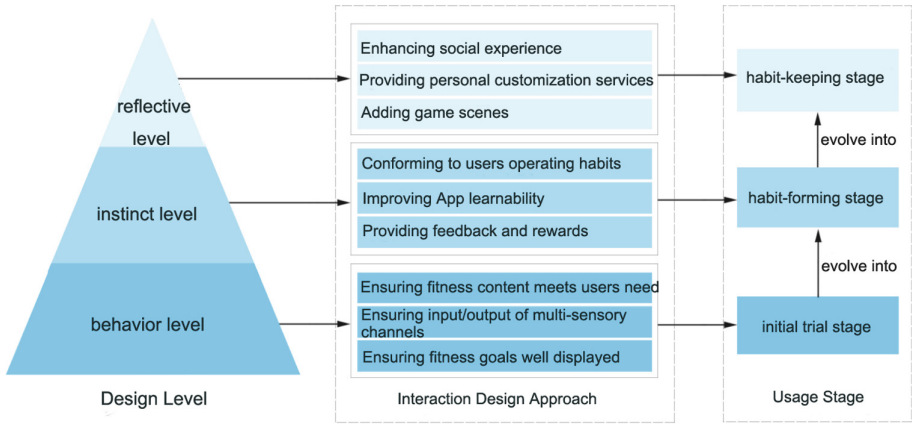 reflective
level
instinct level
behavior level
Design Level
Enhancing social experience
Providing personal customization services
Adding game scenes
Conforming to users operating habits
Improving App learnability
Providing feedback and rewards
Ensuring fitness content meets users need
Ensuring input/output of multi-sensory
channels
Ensuring fitness goals well displayed
Interaction Design Approach
habit-keeping stage
evolve into
habit-forming stage
evolve into
initial trial stage
Usage Stage